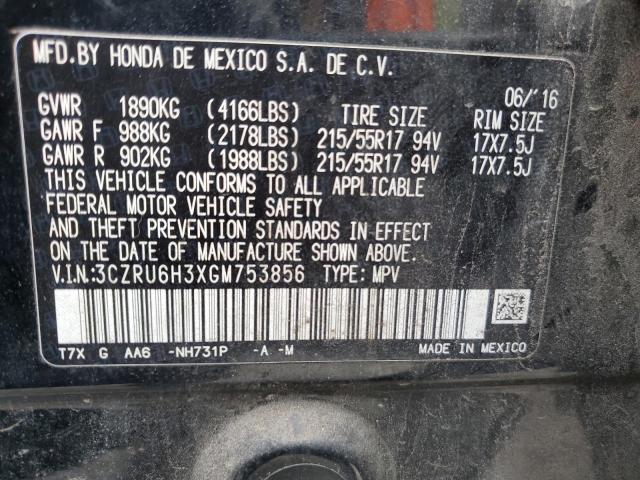 MFD.BY HONDA DE MEXICO S.A. DE C.V.
06/'16
GVWR 1890KG (4166LBS) TIRE SIZE RIM SIZE
GAWR F 988KG (2178LBS) 215/55R17 94V 17X7.5J
GAWR R 902KG (1988LBS) 215/55R17 94V 17X7.5J
THIS VEHICLE CONFORMS TO ALL APPLICABLE
FEDERAL MOTOR VEHICLE SAFETY
AND THEFT PREVENTION STANDARDS IN EFFECT
ON THE DATE OF MANUFACTURE SHOWN ABOVE.
V.I.N.:3CZRU6H3XGM753856 TYPE: MPV
T7X G AA6 -NH731P -A -M MADE IN MEXICO